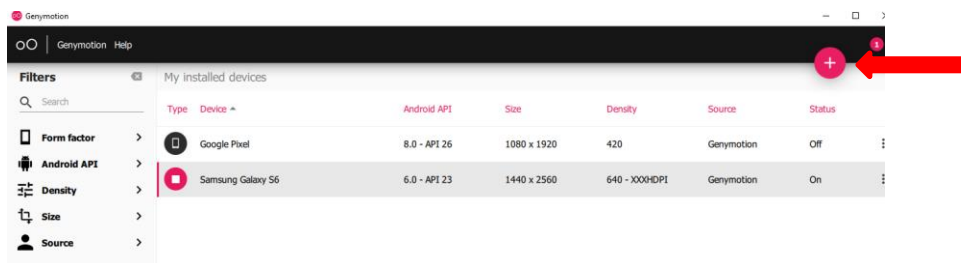 Genymotion
Genymotion Help
1
Filters
My installed devices
+
Search
Type Device Android API Size Density Source Status
Form factor
Google Pixel 8.0 - API 26 1080 x 1920 420 Genymotion Off
Android API
Samsung Galaxy S6 6.0 - API 23 1440 x 2560 640 - XXXHDPI Genymotion On
Density
Size
Source